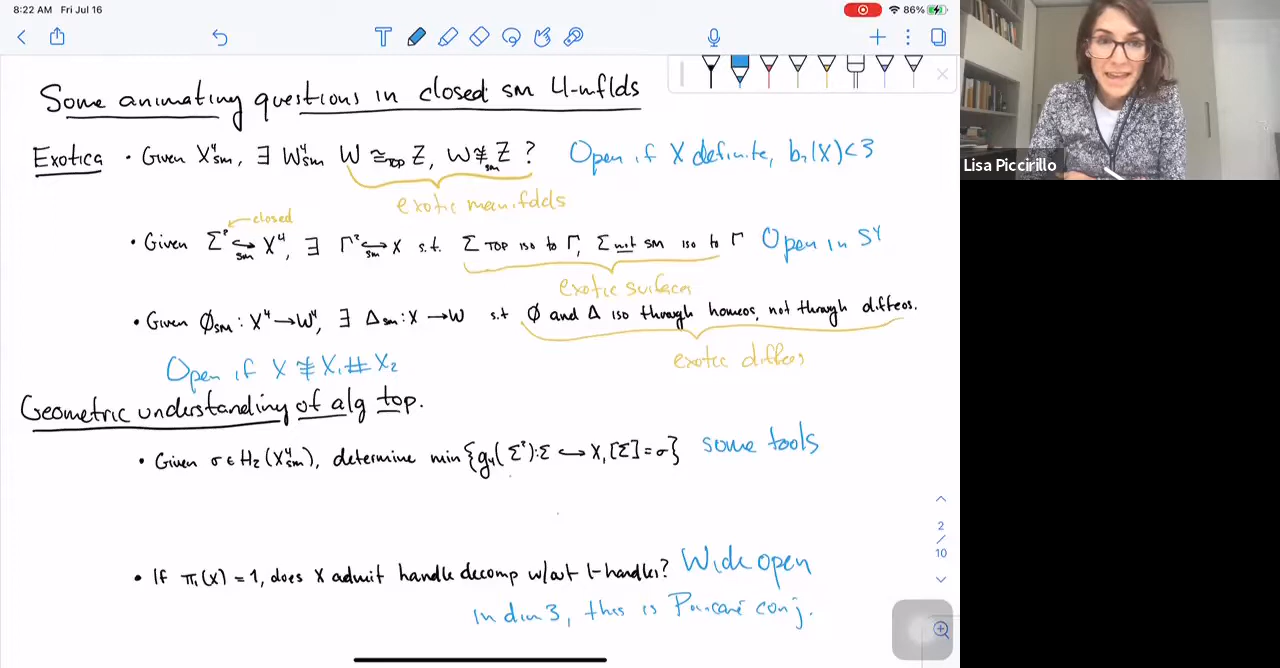 8:22 AM Fri Jul 16
86%
Some animating questions in closed sm 4-mflds
Exotica • Given X⁴sm, ∃ W⁴sm W ≅TOP Z, W ≇sm Z ? Open if X definite, b₂(X)<3
exotic manifolds
closed
• Given Σ² ↪sm X⁴, ∃ Γ² ↪sm X s.t. Σ TOP iso to Γ, Σ not sm iso to Γ Open in S⁴
exotic surfaces
• Given ϕsm: X⁴→W⁴, ∃ Δsm: X→W s.t ϕ and Δ iso through homeos, not through diffeos.
exotic diffeos
Open if X ≇ X₁ # X₂
Geometric understanding of alg top.
• Given σ∈H₂(X⁴sm), determine min{g₄(Σ²): Σ ↪ X, [Σ]=σ} some tools
• If π₁(X)=1, does X admit handle decomp w/out 1-handles? Wide open
In dim 3, this is Poincaré conj.
2
/
10
Lisa Piccirillo